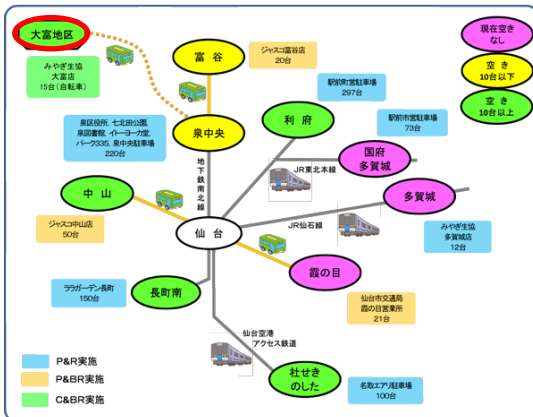 大富地区
みやぎ生協
大富店
15台(自転車)
富谷
ジャスコ富谷店
20台
現在空き
なし
空き
10台以下
空き
10台以上
泉区役所、七北田公園、
泉図書館、イトーヨーカ堂、
パーク335、泉中央駐車場
220台
泉中央
駅前町営駐車場
297台
利府
駅前市営駐車場
73台
国府
多賀城
地下鉄南北線
JR東北本線
中山
ジャスコ中山店
50台
仙台
JR仙石線
多賀城
みやぎ生協
多賀城店
12台
ララガーデン長町
150台
長町南
霞の目
仙台市交通局
霞の目営業所
21台
仙台空港
アクセス鉄道
杜せき
のした
名取エアリ駐車場
100台
P&R実施
P&BR実施
C&BR実施